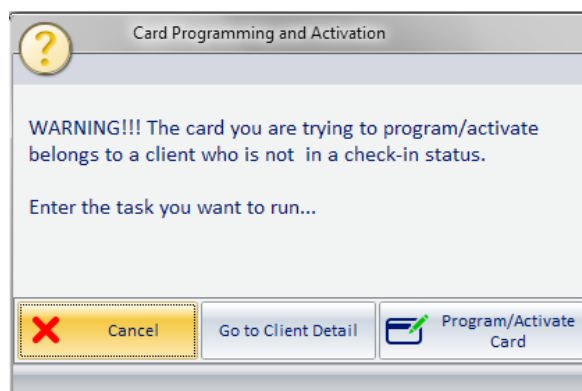 Card Programming and Activation
WARNING!!! The card you are trying to program/activate
belongs to a client who is not in a check-in status.
Enter the task you want to run...
Cancel
Go to Client Detail
Program/Activate
Card